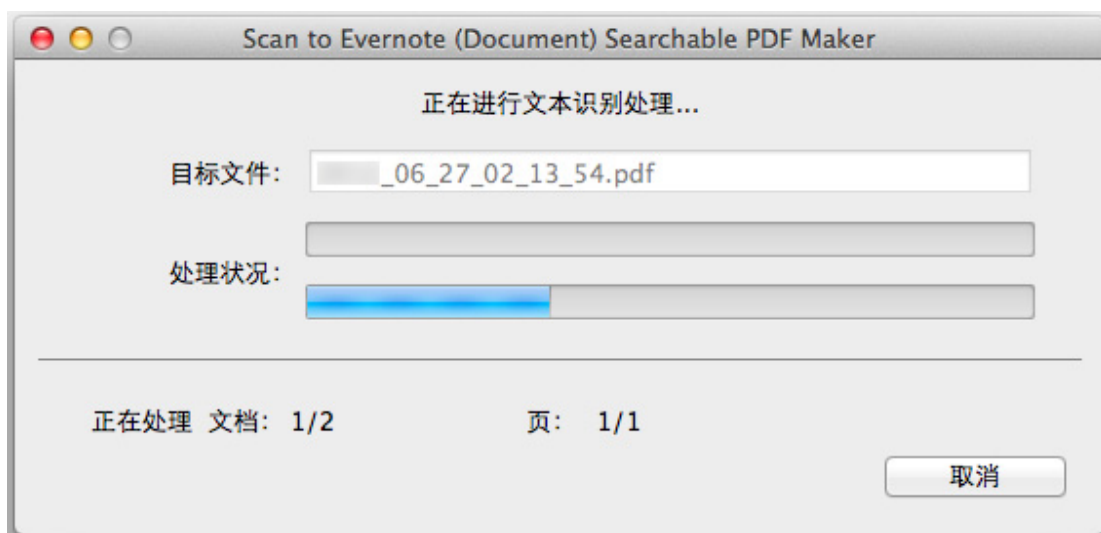 Scan to Evernote (Document) Searchable PDF Maker
正在进行文本识别处理...
目标文件: _06_27_02_13_54.pdf
处理状况:
正在处理 文档: 1/2 页: 1/1
取消